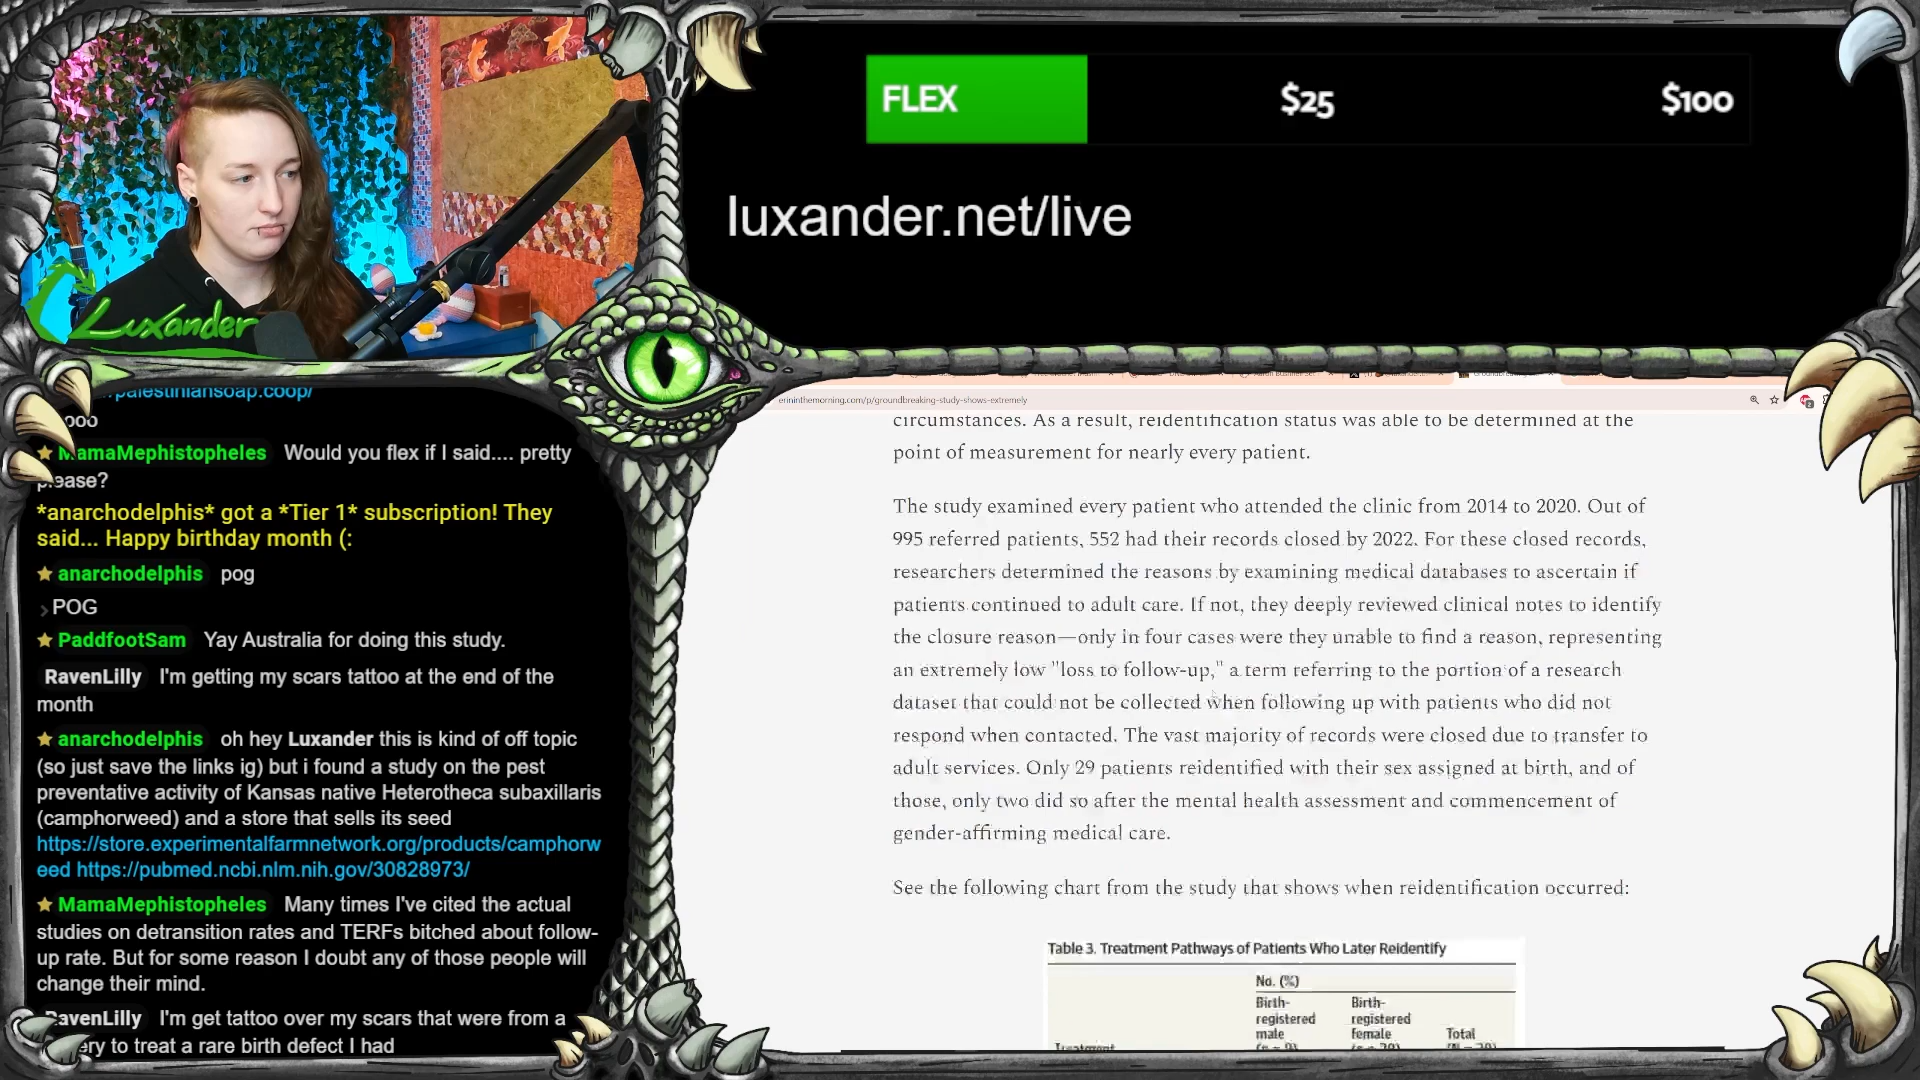 FLEX $25 $100
luxander.net/live
Luxander
palestiniansoap.coop/
ooo
MamaMephistopheles Would you flex if I said.... pretty
please?
*anarchodelphis* got a *Tier 1* subscription! They
said... Happy birthday month (:
anarchodelphis pog
POG
PaddfootSam Yay Australia for doing this study.
RavenLilly I'm getting my scars tattoo at the end of the
month
anarchodelphis oh hey Luxander this is kind of off topic
(so just save the links ig) but i found a study on the pest
preventative activity of Kansas native Heterotheca subaxillaris
(camphorweed) and a store that sells its seed
https://store.experimentalfarmnetwork.org/products/camphorw
eed https://pubmed.ncbi.nlm.nih.gov/30828973/
MamaMephistopheles Many times I've cited the actual
studies on detransition rates and TERFs bitched about follow-
up rate. But for some reason I doubt any of those people will
change their mind.
RavenLilly I'm get tattoo over my scars that were from a
ery to treat a rare birth defect I had
erininthemorning.com/p/groundbreaking-study-shows-extremely
circumstances. As a result, reidentification status was able to be determined at the
point of measurement for nearly every patient.
The study examined every patient who attended the clinic from 2014 to 2020. Out of
995 referred patients, 552 had their records closed by 2022. For these closed records,
researchers determined the reasons by examining medical databases to ascertain if
patients continued to adult care. If not, they deeply reviewed clinical notes to identify
the closure reason—only in four cases were they unable to find a reason, representing
an extremely low "loss to follow-up," a term referring to the portion of a research
dataset that could not be collected when following up with patients who did not
respond when contacted. The vast majority of records were closed due to transfer to
adult services. Only 29 patients reidentified with their sex assigned at birth, and of
those, only two did so after the mental health assessment and commencement of
gender-affirming medical care.
See the following chart from the study that shows when reidentification occurred:
Table 3. Treatment Pathways of Patients Who Later Reidentify
No. (%)
Birth- Birth-
registered registered
male female Total
Treatment